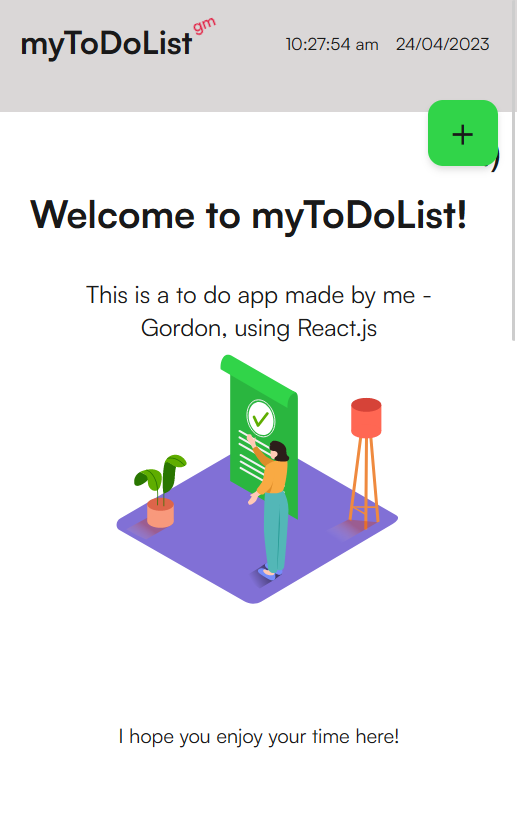 myToDoList gm
10:27:54 am 24/04/2023
+
)
Welcome to myToDoList!
This is a to do app made by me -
Gordon, using React.js
I hope you enjoy your time here!